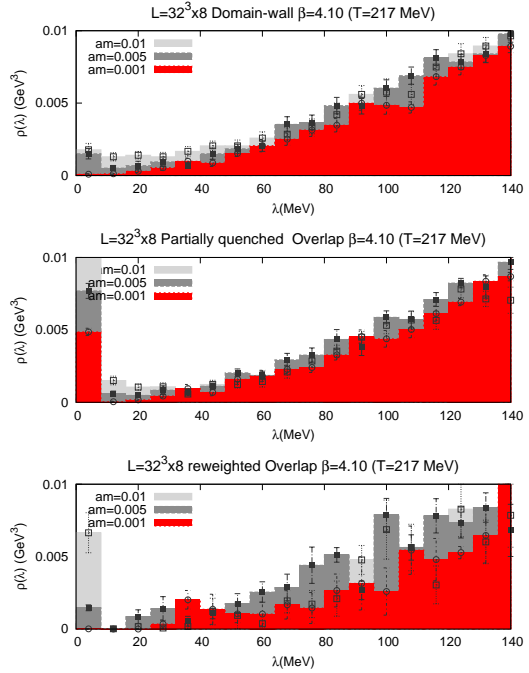 L=32³x8 Domain-wall β=4.10 (T=217 MeV)
am=0.01
am=0.005
am=0.001
ρ(λ) (GeV³)
0.01
0.005
0
0 20 40 60 80 100 120 140
λ(MeV)
L=32³x8 Partially quenched Overlap β=4.10 (T=217 MeV)
am=0.01
am=0.005
am=0.001
ρ(λ) (GeV³)
0.01
0.005
0
0 20 40 60 80 100 120 140
λ(MeV)
L=32³x8 reweighted Overlap β=4.10 (T=217 MeV)
am=0.01
am=0.005
am=0.001
ρ(λ) (GeV³)
0.01
0.005
0
0 20 40 60 80 100 120 140
λ(MeV)